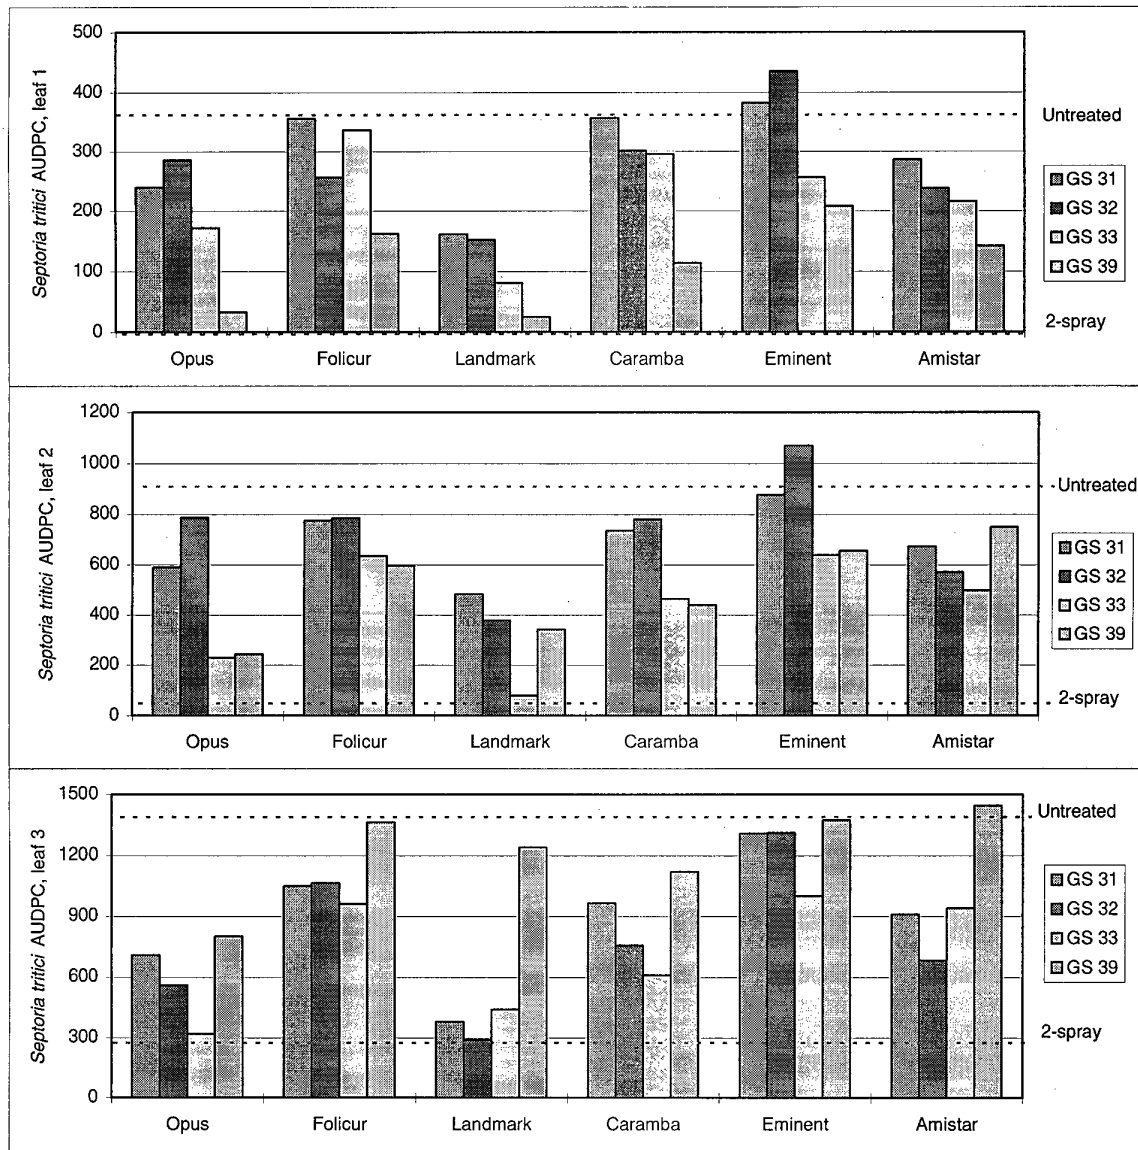 Septoria tritici AUDPC, leaf 1
500
400
300
200
100
0
Untreated
GS 31
GS 32
GS 33
GS 39
2-spray
Opus Folicur Landmark Caramba Eminent Amistar
Septoria tritici AUDPC, leaf 2
1200
1000
800
600
400
200
0
Untreated
GS 31
GS 32
GS 33
GS 39
2-spray
Opus Folicur Landmark Caramba Eminent Amistar
Septoria tritici AUDPC, leaf 3
1500
1200
900
600
300
0
Untreated
GS 31
GS 32
GS 33
GS 39
2-spray
Opus Folicur Landmark Caramba Eminent Amistar